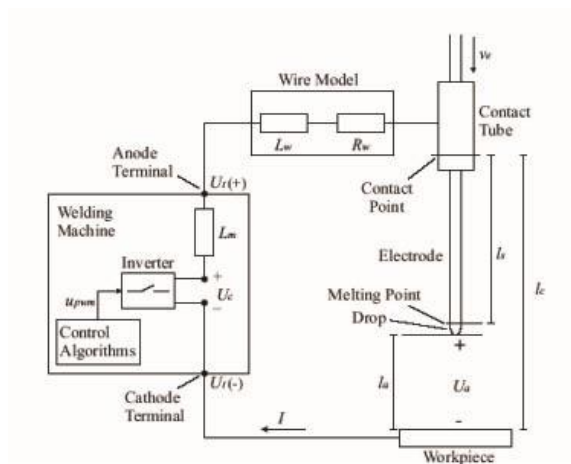 Wire Model
Lw
Rw
ve
Contact
Tube
Anode
Terminal
Ut(+)
Contact
Point
Welding
Machine
Lm
Inverter
+
Uc
–
upwm
Control
Algorithms
Electrode
ls
lc
Melting Point
Drop
+
la
Ua
-
Cathode
Terminal
Ut(-)
I
Workpiece